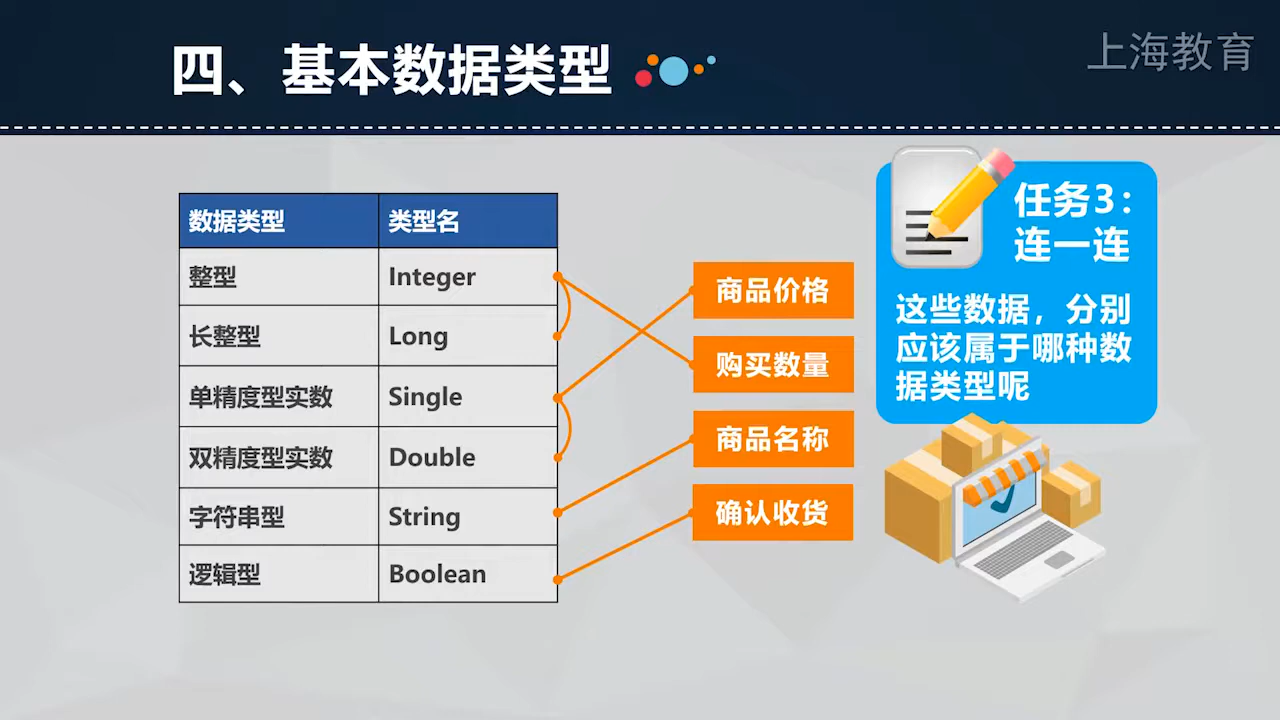 四、基本数据类型
上海教育
数据类型 类型名
整型 Integer
长整型 Long
单精度型实数 Single
双精度型实数 Double
字符串型 String
逻辑型 Boolean
商品价格
购买数量
商品名称
确认收货
任务3：
连一连
这些数据，分别
应该属于哪种数
据类型呢